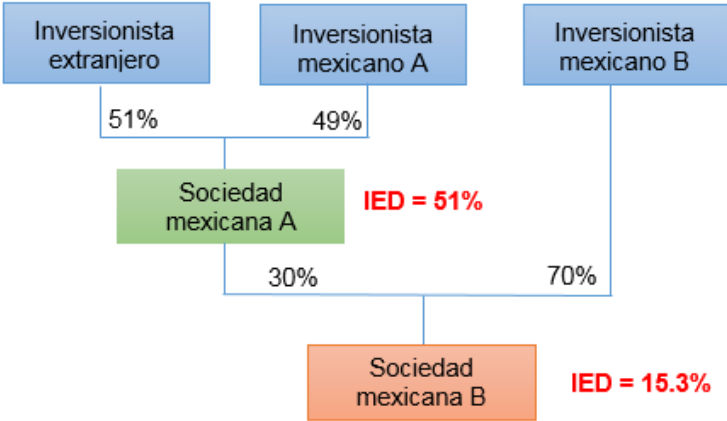 Inversionista
extranjero
Inversionista
mexicano A
Inversionista
mexicano B
51%
49%
Sociedad
mexicana A
IED = 51%
30%
70%
Sociedad
mexicana B
IED = 15.3%